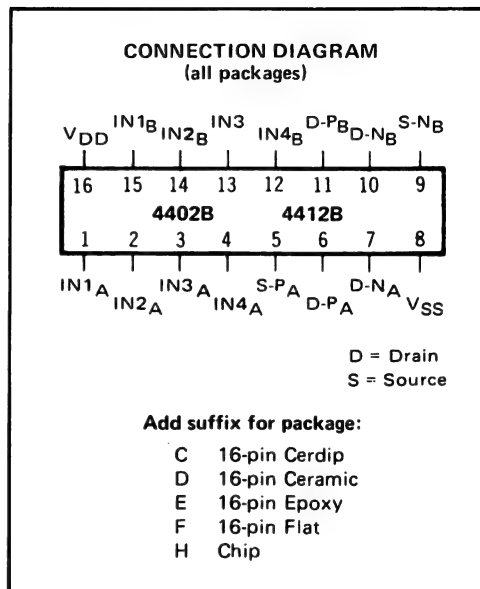 CONNECTION DIAGRAM
(all packages)
VDD IN1B IN2B IN3 IN4B D-PB D-NB S-NB
16 15 14 13 12 11 10 9
4402B 4412B
1 2 3 4 5 6 7 8
IN1A IN2A IN3A IN4A S-PA D-PA D-NA VSS
D = Drain
S = Source
Add suffix for package:
C 16-pin Cerdip
D 16-pin Ceramic
E 16-pin Epoxy
F 16-pin Flat
H Chip